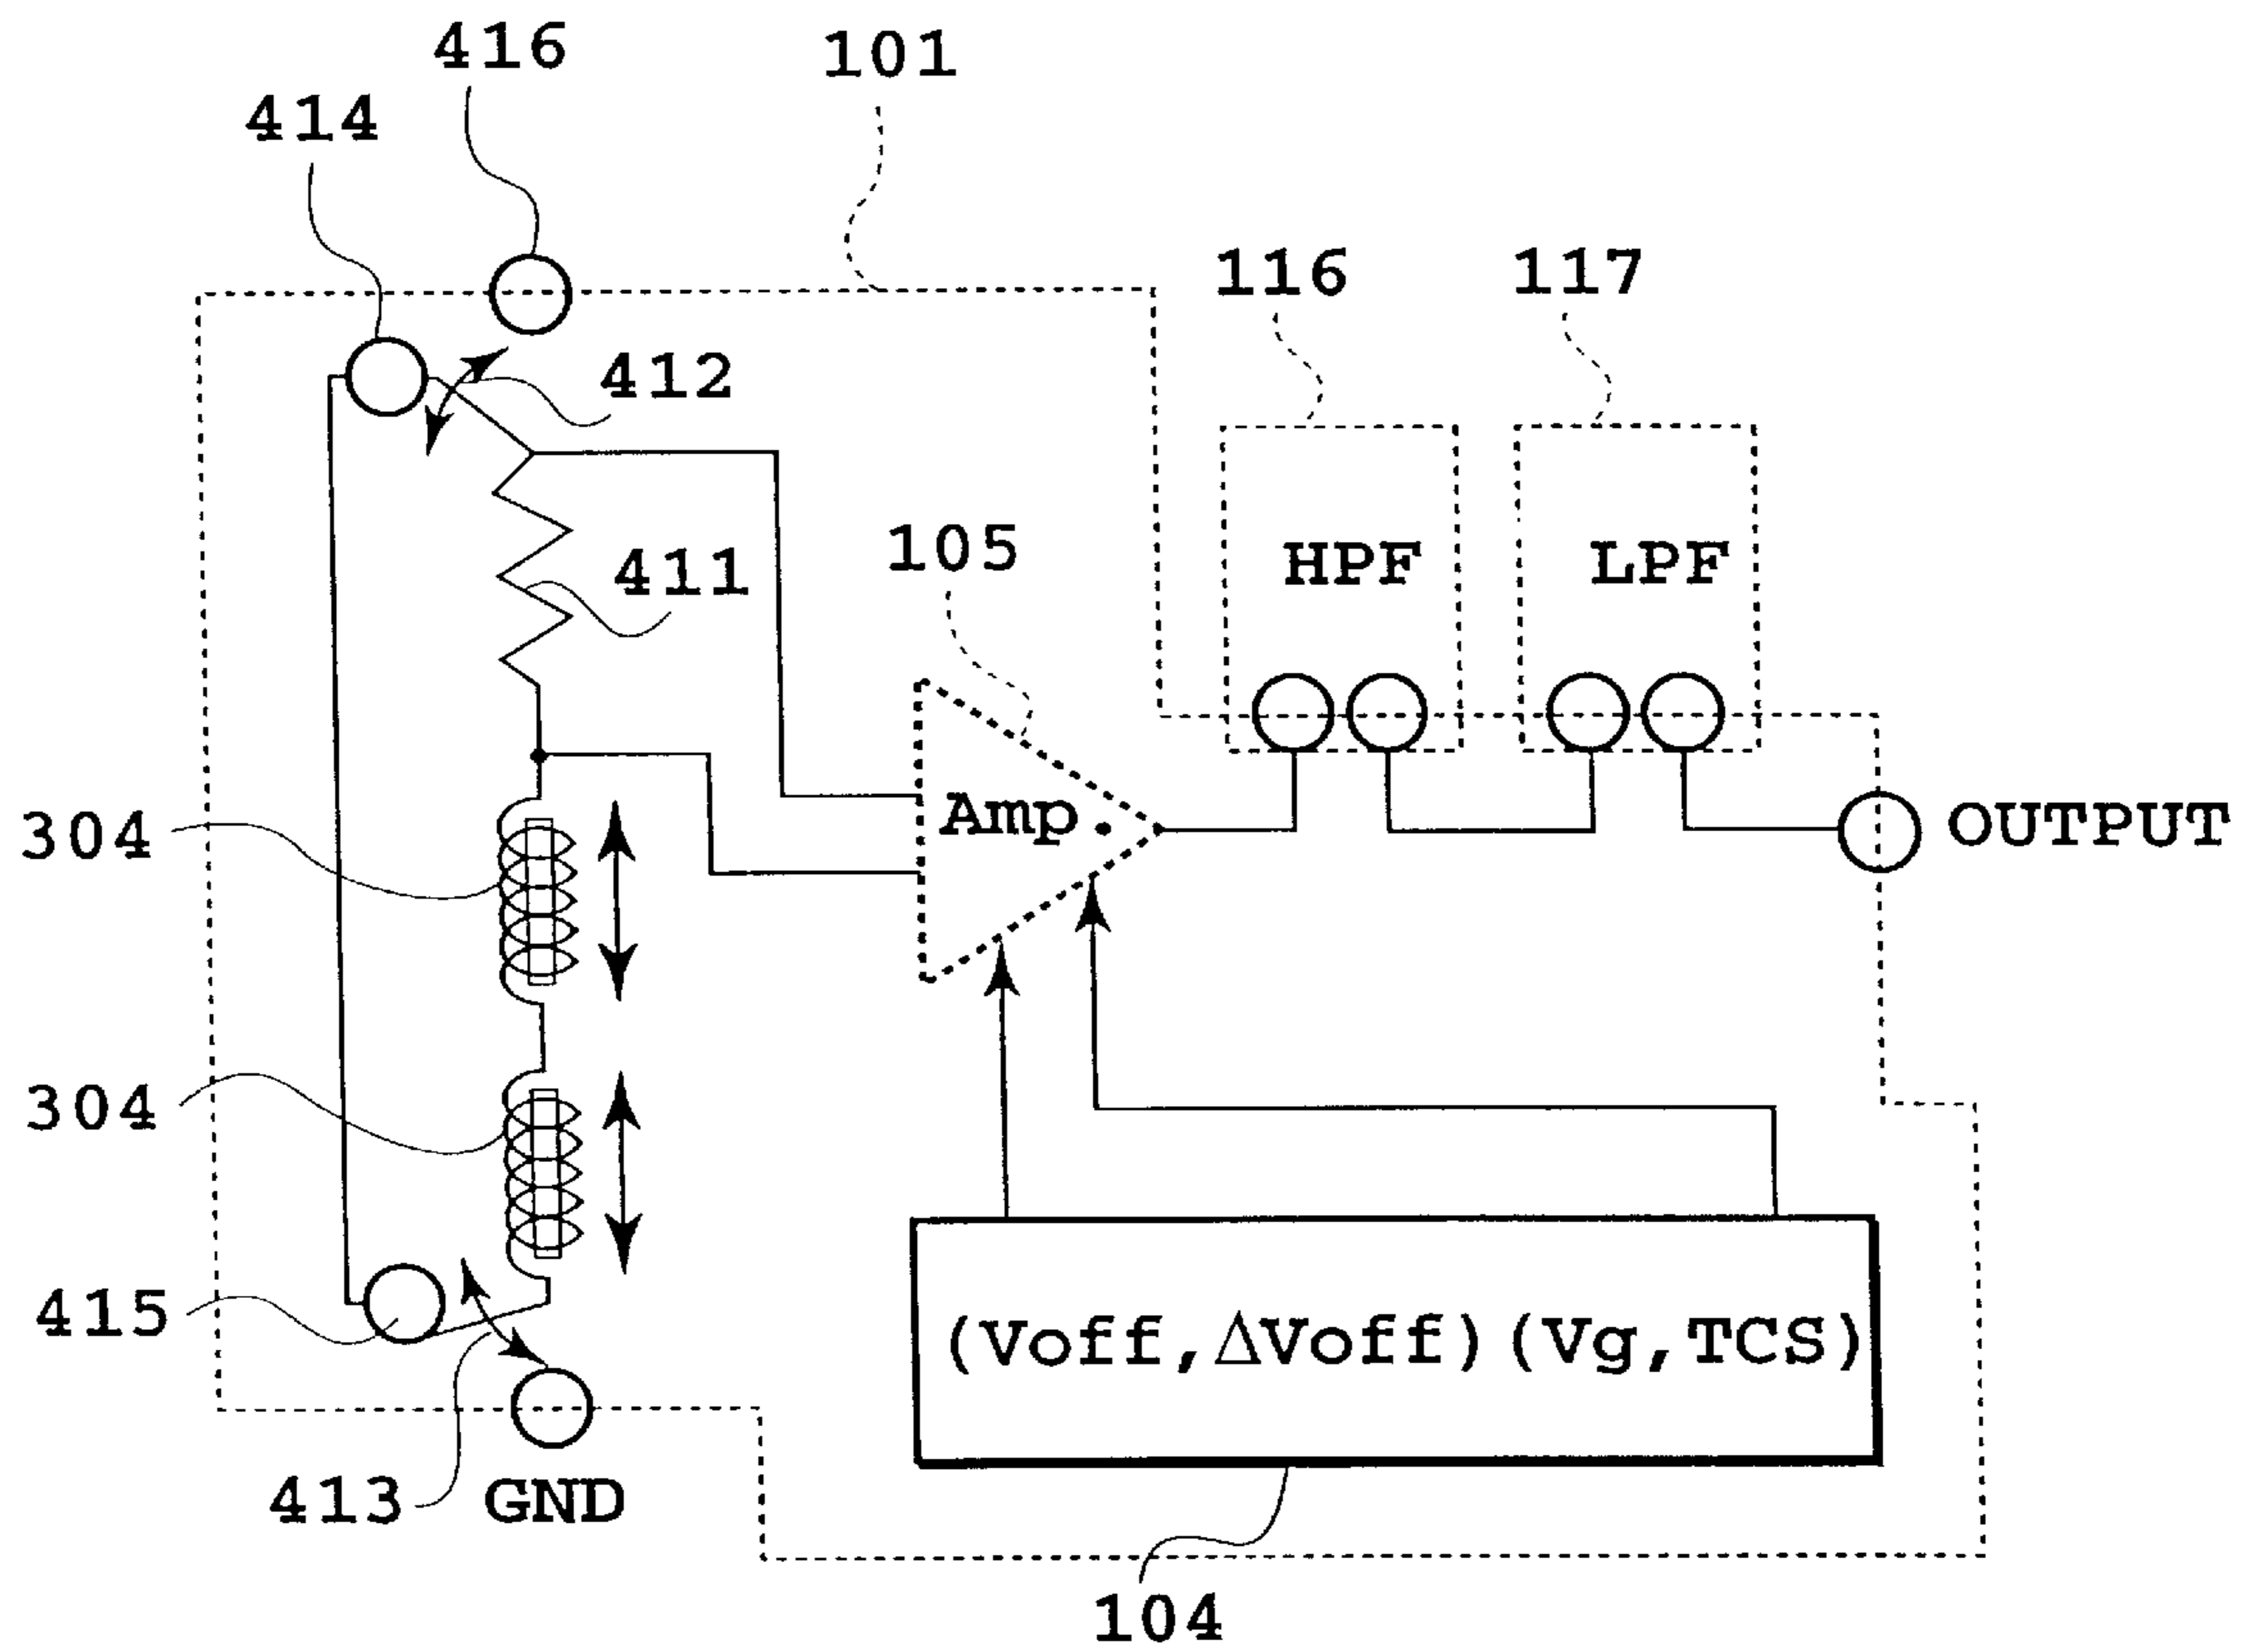 416
101
414
116
117
412
105
411
HPF
LPF
Amp.
OUTPUT
304
304
415
(Voff,ΔVoff)(Vg,TCS)
413
GND
104